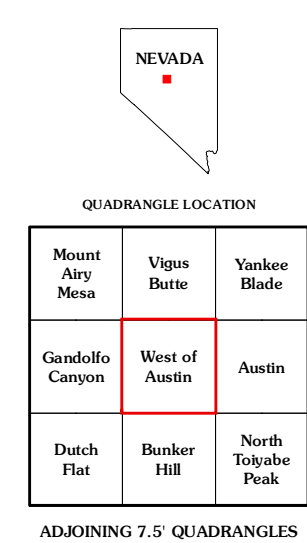 NEVADA
QUADRANGLE LOCATION
Mount
Airy
Mesa
Vigus
Butte
Yankee
Blade
Gandolfo
Canyon
West of
Austin
Austin
Dutch
Flat
Bunker
Hill
North
Toiyabe
Peak
ADJOINING 7.5' QUADRANGLES